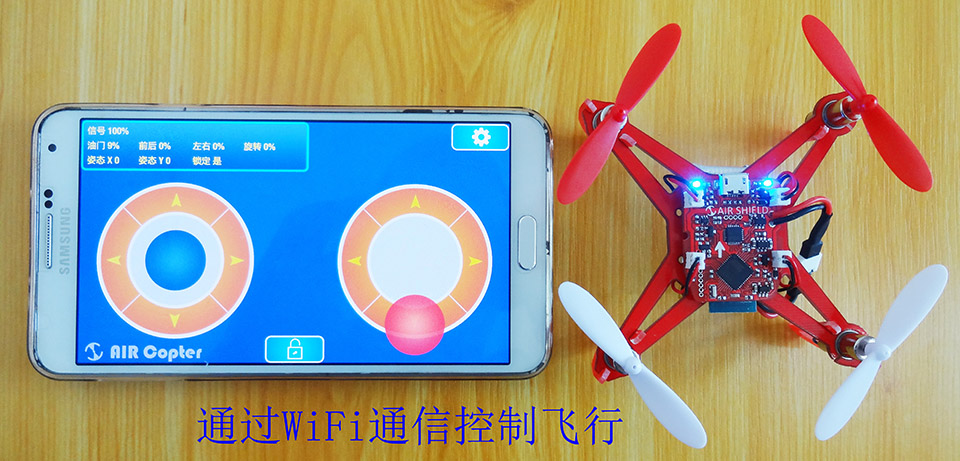 信号 100%
油门 9% 前后 0% 左右 0% 旋转 0%
姿态 X 0 姿态 Y 0 锁定 是
SAMSUNG
AIR Copter
AIR SHIELD
通过WiFi通信控制飞行